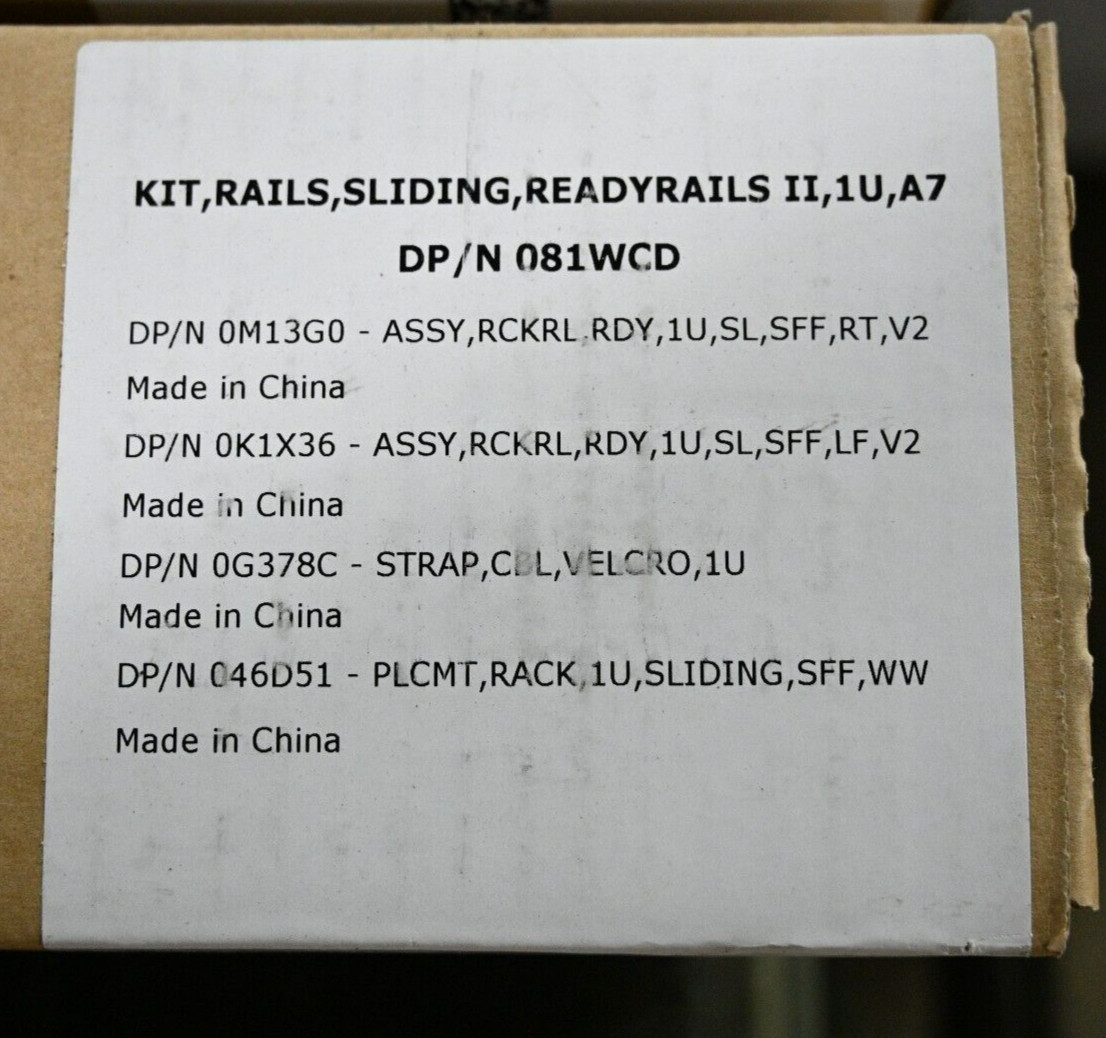 KIT,RAILS,SLIDING,READYRAILS II,1U,A7
DP/N 081WCD
DP/N 0M13G0 - ASSY,RCKRL,RDY,1U,SL,SFF,RT,V2
Made in China
DP/N 0K1X36 - ASSY,RCKRL,RDY,1U,SL,SFF,LF,V2
Made in China
DP/N 0G378C - STRAP,CBL,VELCRO,1U
Made in China
DP/N 046D51 - PLCMT,RACK,1U,SLIDING,SFF,WW
Made in China